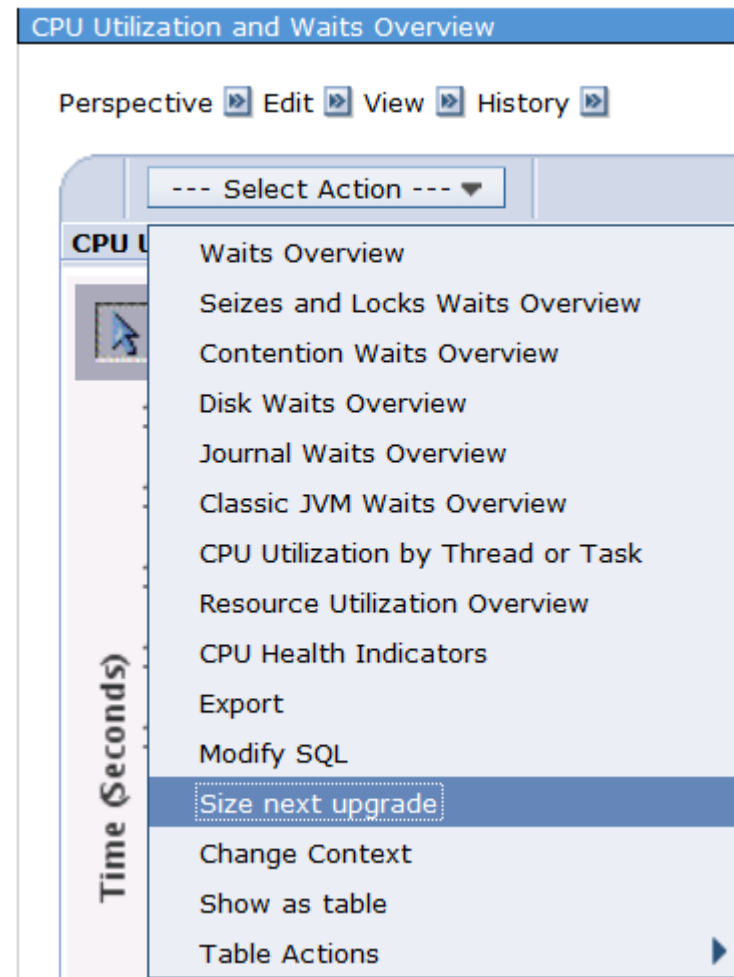 CPU Utilization and Waits Overview
Perspective Edit View History
--- Select Action ---
CPU U
Waits Overview
Seizes and Locks Waits Overview
Contention Waits Overview
Disk Waits Overview
Journal Waits Overview
Classic JVM Waits Overview
CPU Utilization by Thread or Task
Resource Utilization Overview
CPU Health Indicators
Export
Modify SQL
Size next upgrade
Change Context
Show as table
Table Actions
Time (Seconds)